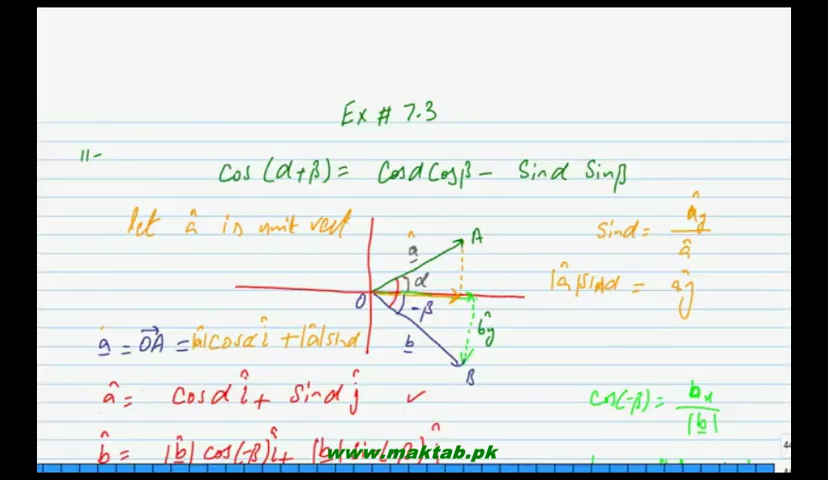 Ex # 7.3
11-
Cos (α+β) = Cosα Cosβ - Sinα Sinβ
let â is unit vect
Sinα = ây / â
â
A
α
|â| sinα = ây
O
-β
b̂y
â = OA = |â|cosα î + |â|sinα
b
B
â = Cosα î + Sinα ĵ ✓
cos(-β) = bx / |b|
b̂ = |b̂| cos(-β) î + |b| sin(-β) ĵ
www.maktab.pk